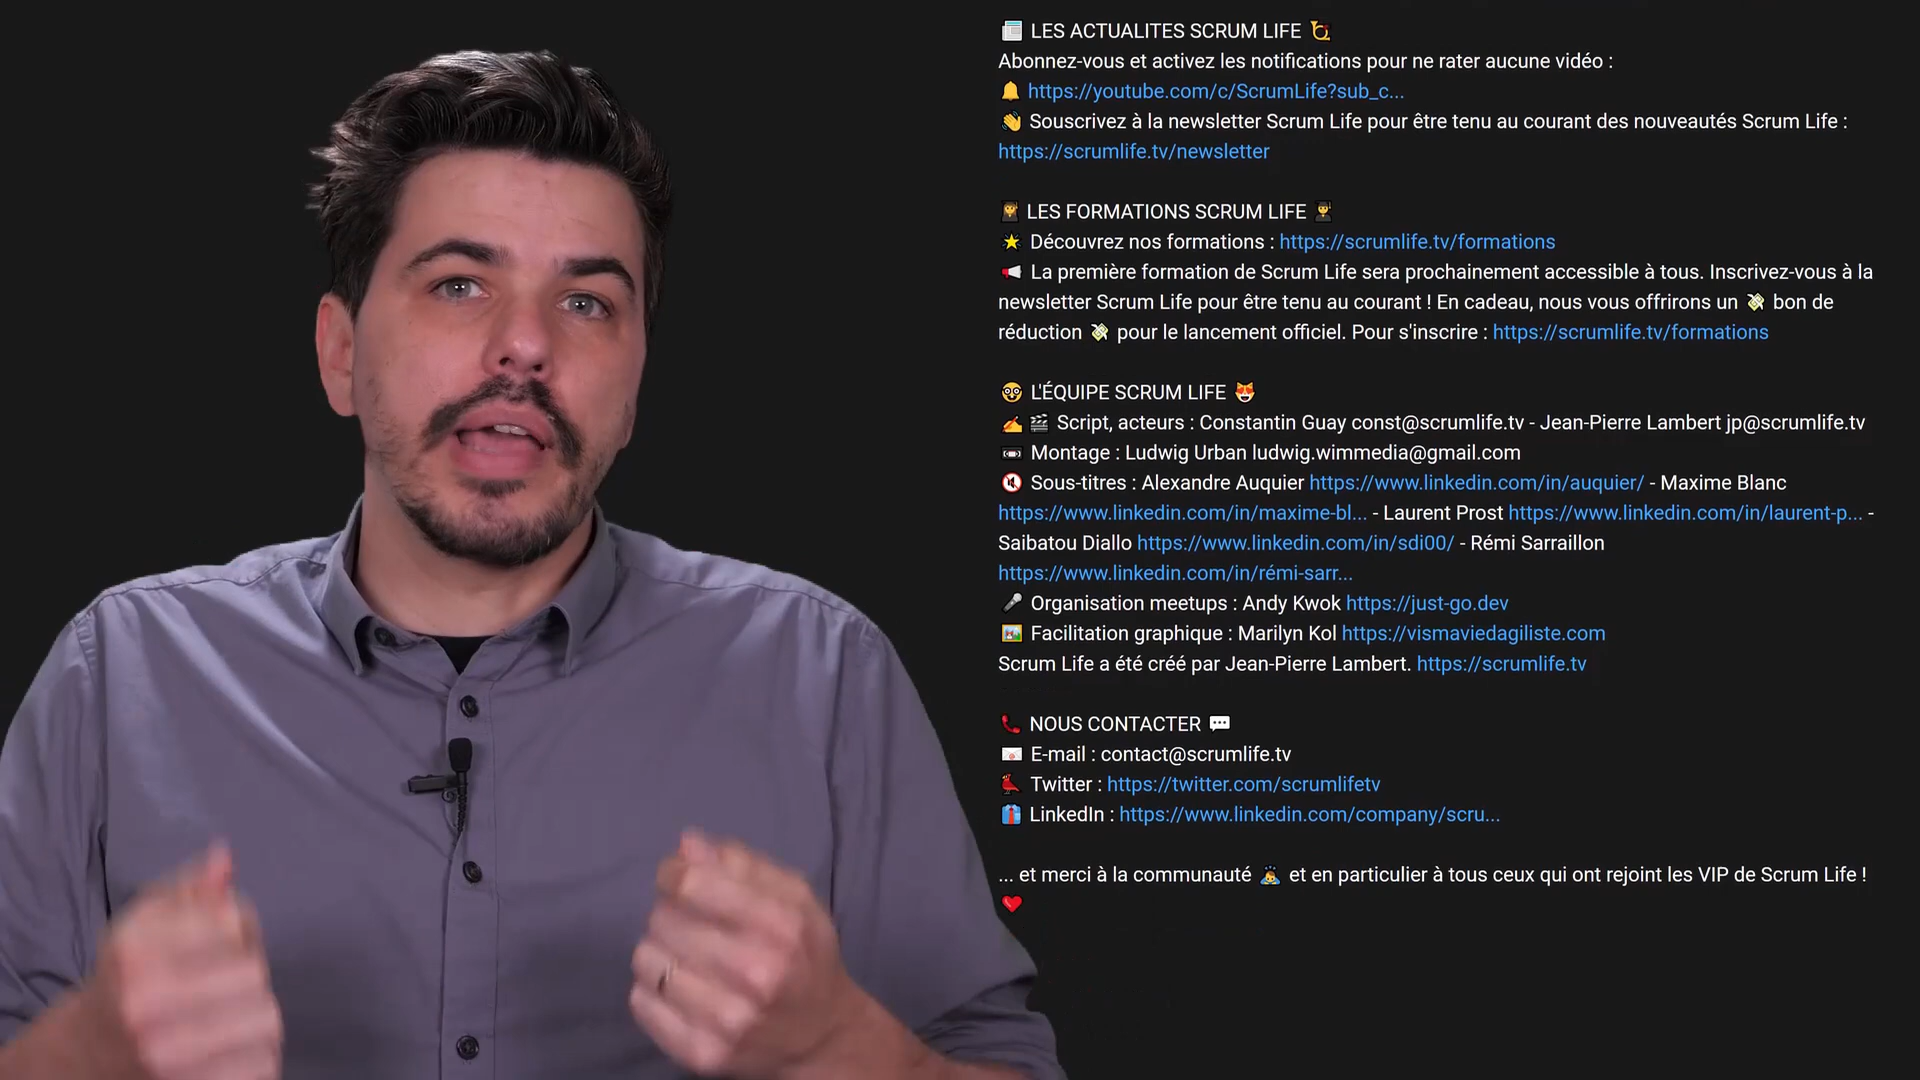 📰 LES ACTUALITES SCRUM LIFE 📯
Abonnez-vous et activez les notifications pour ne rater aucune vidéo :
🔔 https://youtube.com/c/ScrumLife?sub_c...
👋 Souscrivez à la newsletter Scrum Life pour être tenu au courant des nouveautés Scrum Life :
https://scrumlife.tv/newsletter
👩‍🎓 LES FORMATIONS SCRUM LIFE 👨‍🎓
🌟 Découvrez nos formations : https://scrumlife.tv/formations
📢 La première formation de Scrum Life sera prochainement accessible à tous. Inscrivez-vous à la
newsletter Scrum Life pour être tenu au courant ! En cadeau, nous vous offrirons un 💸 bon de
réduction 💸 pour le lancement officiel. Pour s'inscrire : https://scrumlife.tv/formations
🤓 L'ÉQUIPE SCRUM LIFE 😻
✍️ 🎬 Script, acteurs : Constantin Guay const@scrumlife.tv - Jean-Pierre Lambert jp@scrumlife.tv
📼 Montage : Ludwig Urban ludwig.wimmedia@gmail.com
🔇 Sous-titres : Alexandre Auquier https://www.linkedin.com/in/auquier/ - Maxime Blanc
https://www.linkedin.com/in/maxime-bl... - Laurent Prost https://www.linkedin.com/in/laurent-p... -
Saibatou Diallo https://www.linkedin.com/in/sdi00/ - Rémi Sarraillon
https://www.linkedin.com/in/rémi-sarr...
🎤 Organisation meetups : Andy Kwok https://just-go.dev
🖼️ Facilitation graphique : Marilyn Kol https://vismaviedagiliste.com
Scrum Life a été créé par Jean-Pierre Lambert. https://scrumlife.tv
📞 NOUS CONTACTER 💬
📧 E-mail : contact@scrumlife.tv
🐦 Twitter : https://twitter.com/scrumlifetv
👔 LinkedIn : https://www.linkedin.com/company/scru...
... et merci à la communauté 🙇 et en particulier à tous ceux qui ont rejoint les VIP de Scrum Life !
❤️